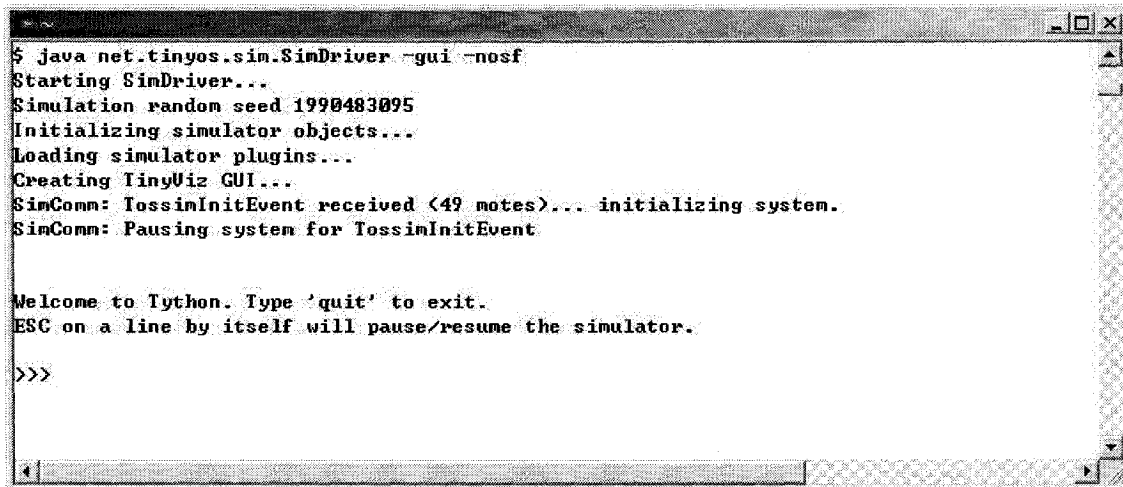 ~
$ java net.tinyos.sim.SimDriver -gui -nosf
Starting SimDriver...
Simulation random seed 1990483095
Initializing simulator objects...
Loading simulator plugins...
Creating TinyViz GUI...
SimComm: TossimInitEvent received <49 motes>... initializing system.
SimComm: Pausing system for TossimInitEvent
Welcome to Tython. Type 'quit' to exit.
ESC on a line by itself will pause/resume the simulator.
>>>